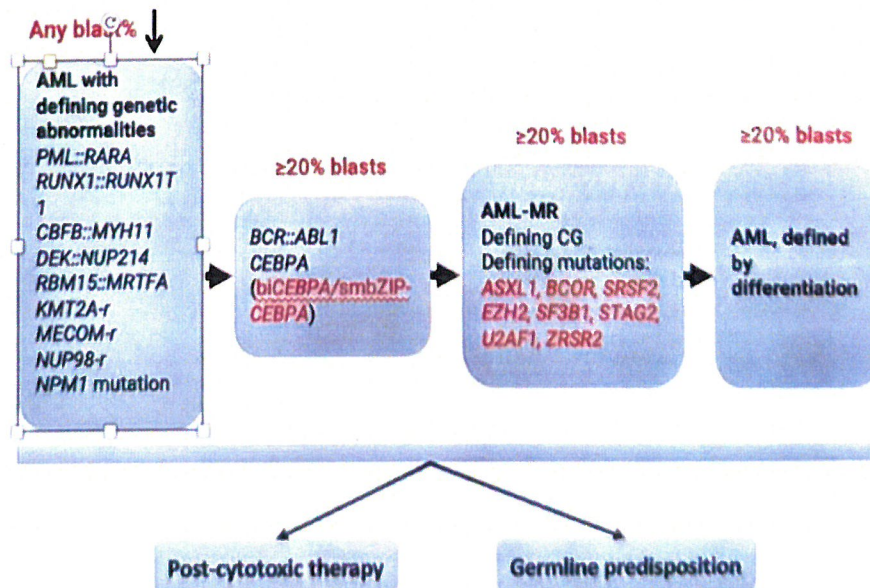 Any blast%
AML with
defining genetic
abnormalities
PML::RARA
RUNX1::RUNX1T
1
CBFB::MYH11
DEK::NUP214
RBM15::MRTFA
KMT2A-r
MECOM-r
NUP98-r
NPM1 mutation
≥20% blasts
BCR::ABL1
CEBPA
(biCEBPA/smbZIP-
CEBPA)
≥20% blasts
AML-MR
Defining CG
Defining mutations:
ASXL1, BCOR, SRSF2,
EZH2, SF3B1, STAG2,
U2AF1, ZRSR2
≥20% blasts
AML, defined
by
differentiation
Post-cytotoxic therapy
Germline predisposition